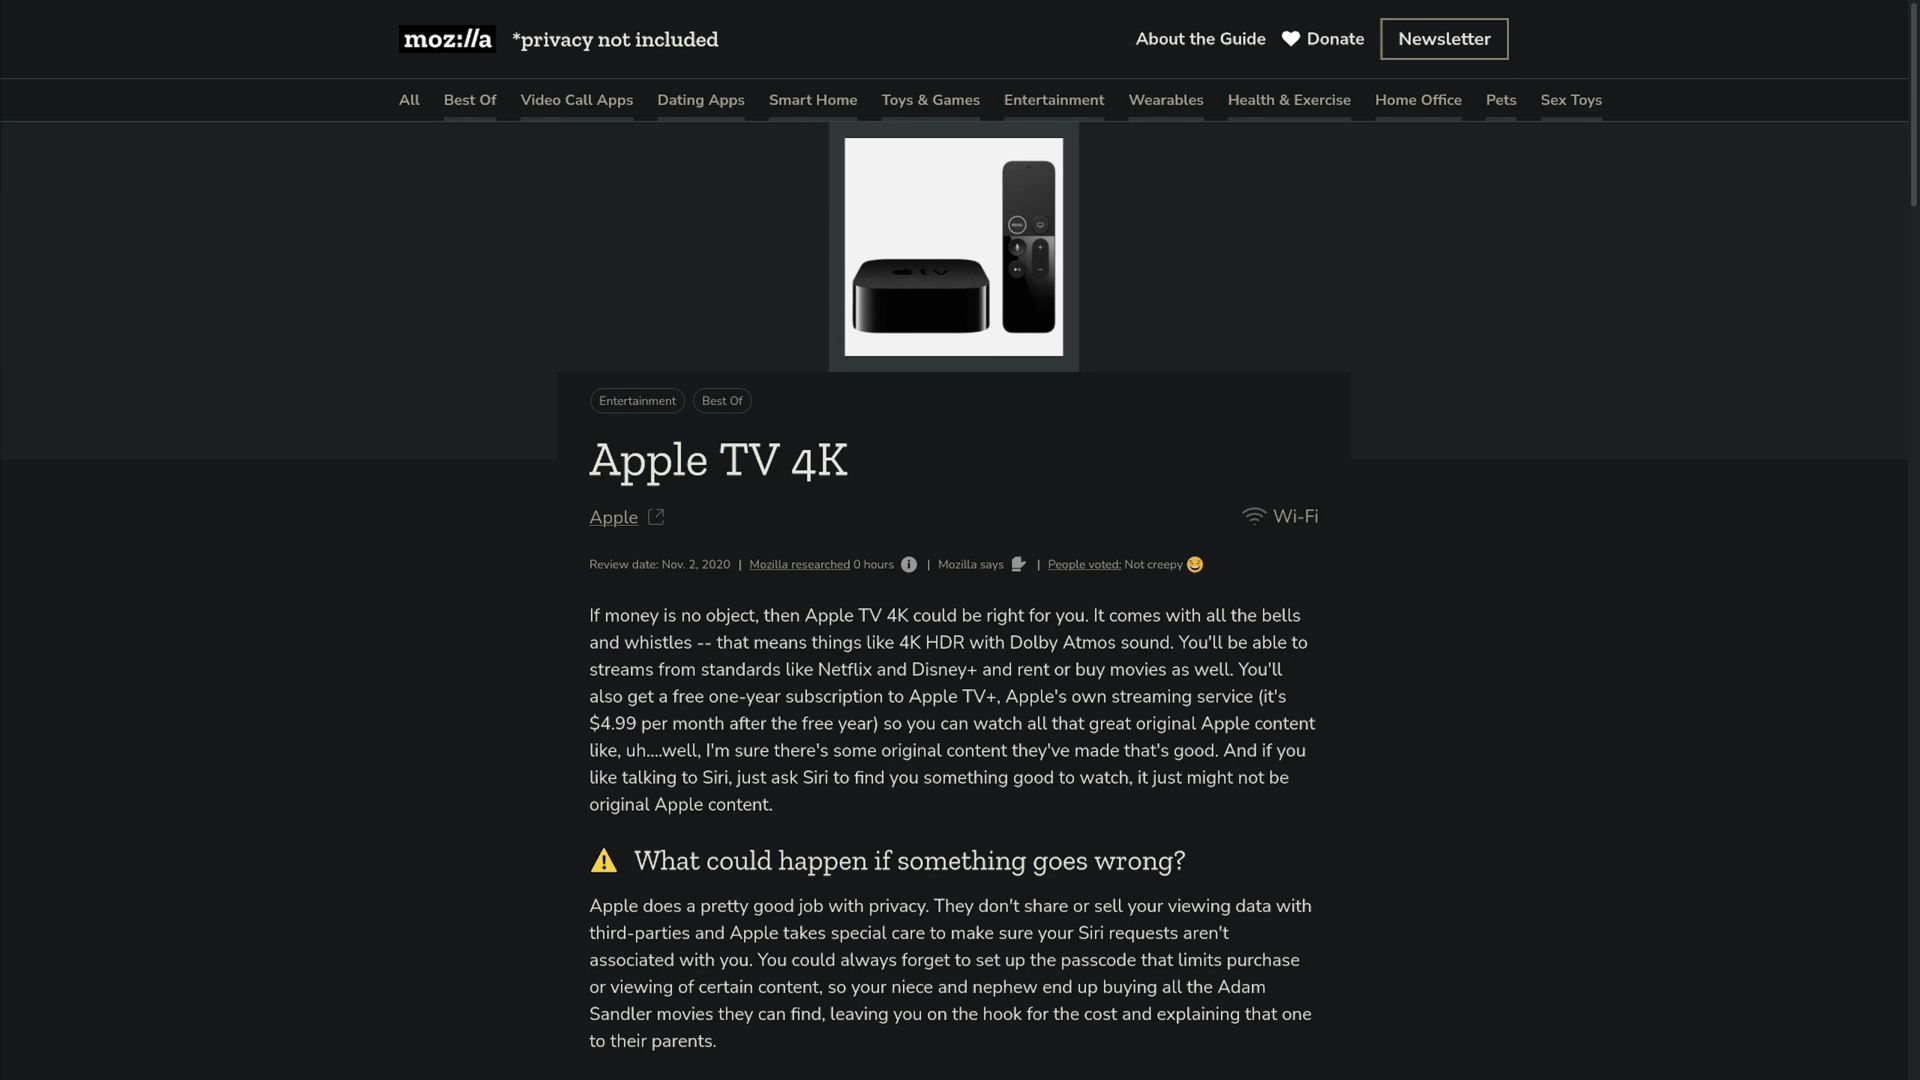 moz://a *privacy not included About the Guide Donate Newsletter
All Best Of Video Call Apps Dating Apps Smart Home Toys & Games Entertainment Wearables Health & Exercise Home Office Pets Sex Toys
tv
MENU
Entertainment Best Of
Apple TV 4K
Apple Wi-Fi
Review date: Nov. 2, 2020 | Mozilla researched 0 hours | Mozilla says | People voted: Not creepy
If money is no object, then Apple TV 4K could be right for you. It comes with all the bells
and whistles -- that means things like 4K HDR with Dolby Atmos sound. You'll be able to
streams from standards like Netflix and Disney+ and rent or buy movies as well. You'll
also get a free one-year subscription to Apple TV+, Apple's own streaming service (it's
$4.99 per month after the free year) so you can watch all that great original Apple content
like, uh....well, I'm sure there's some original content they've made that's good. And if you
like talking to Siri, just ask Siri to find you something good to watch, it just might not be
original Apple content.
What could happen if something goes wrong?
Apple does a pretty good job with privacy. They don't share or sell your viewing data with
third-parties and Apple takes special care to make sure your Siri requests aren't
associated with you. You could always forget to set up the passcode that limits purchase
or viewing of certain content, so your niece and nephew end up buying all the Adam
Sandler movies they can find, leaving you on the hook for the cost and explaining that one
to their parents.